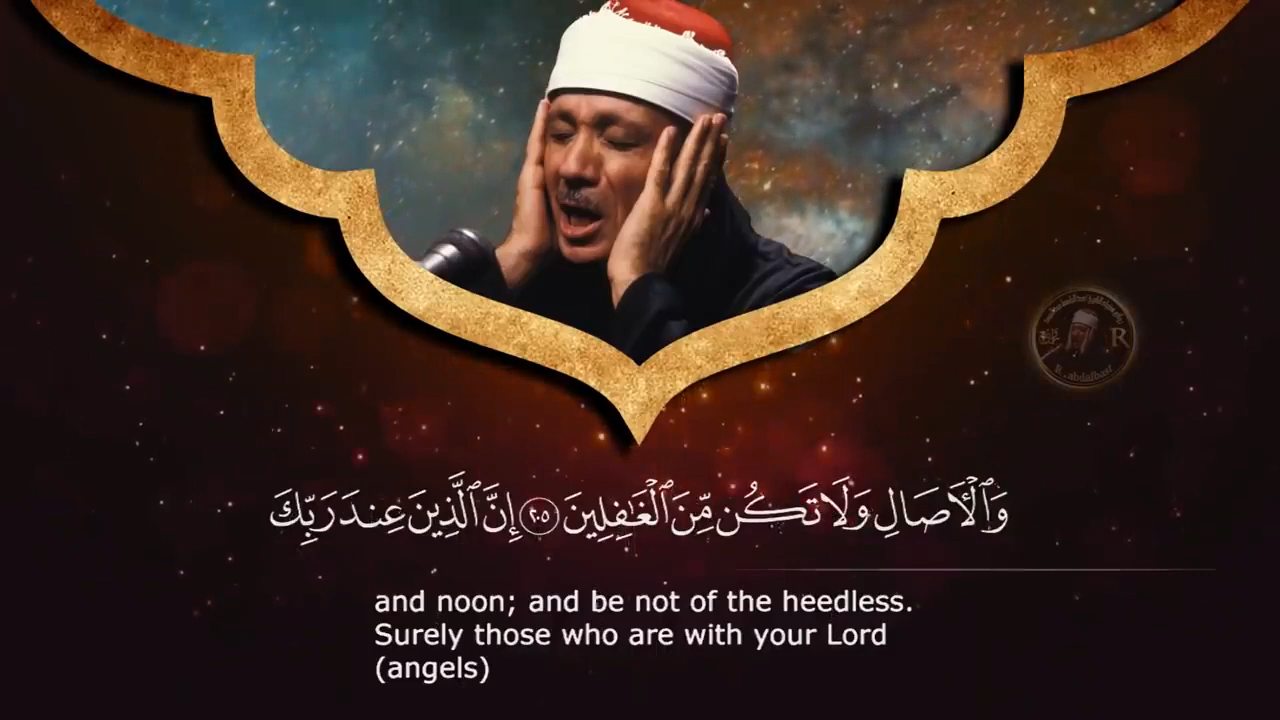 R
وَٱلْأٓصَالِ وَلَا تَكُن مِّنَ ٱلْغَـٰفِلِينَ ٢٠٥ إِنَّ ٱلَّذِينَ عِندَ رَبِّكَ
and noon; and be not of the heedless.
Surely those who are with your Lord
(angels)